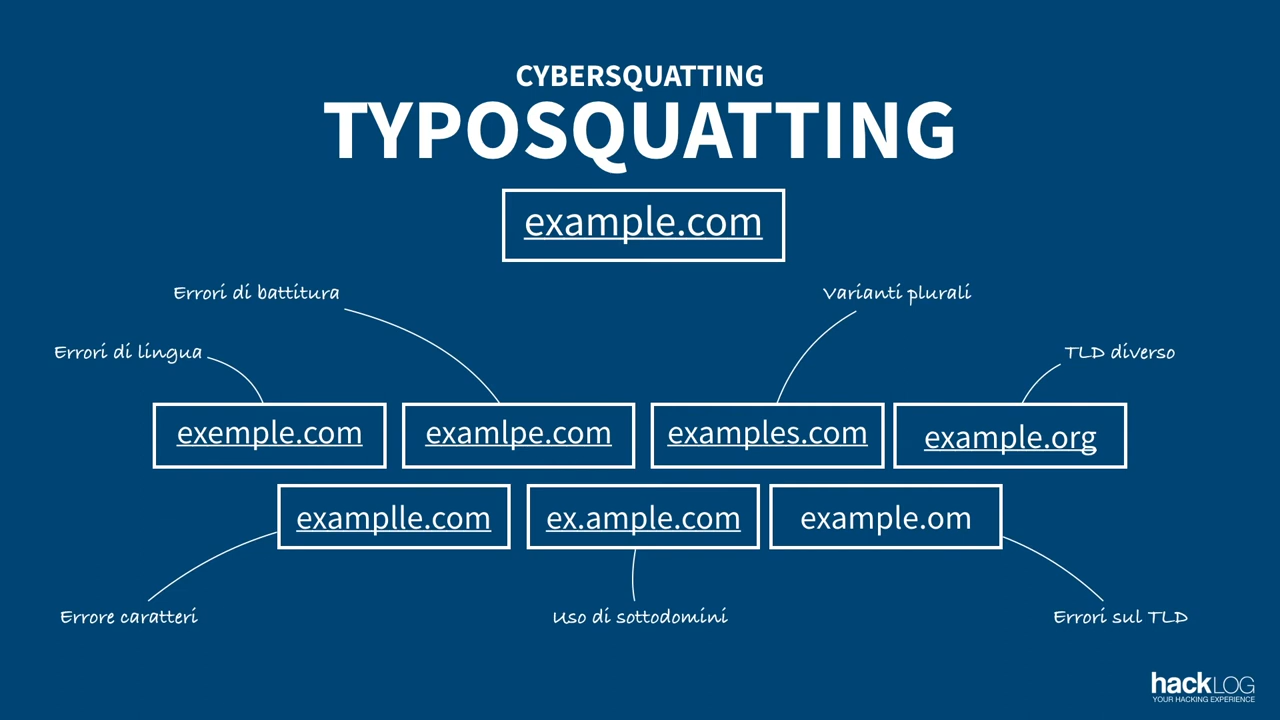 CYBERSQUATTING
TYPOSQUATTING
example.com
Errori di battitura
Varianti plurali
Errori di lingua
TLD diverso
exemple.com
examlpe.com
examples.com
example.org
examplle.com
ex.ample.com
example.om
Errore caratteri
Uso di sottodomini
Errori sul TLD
hackLOG
YOUR HACKING EXPERIENCE